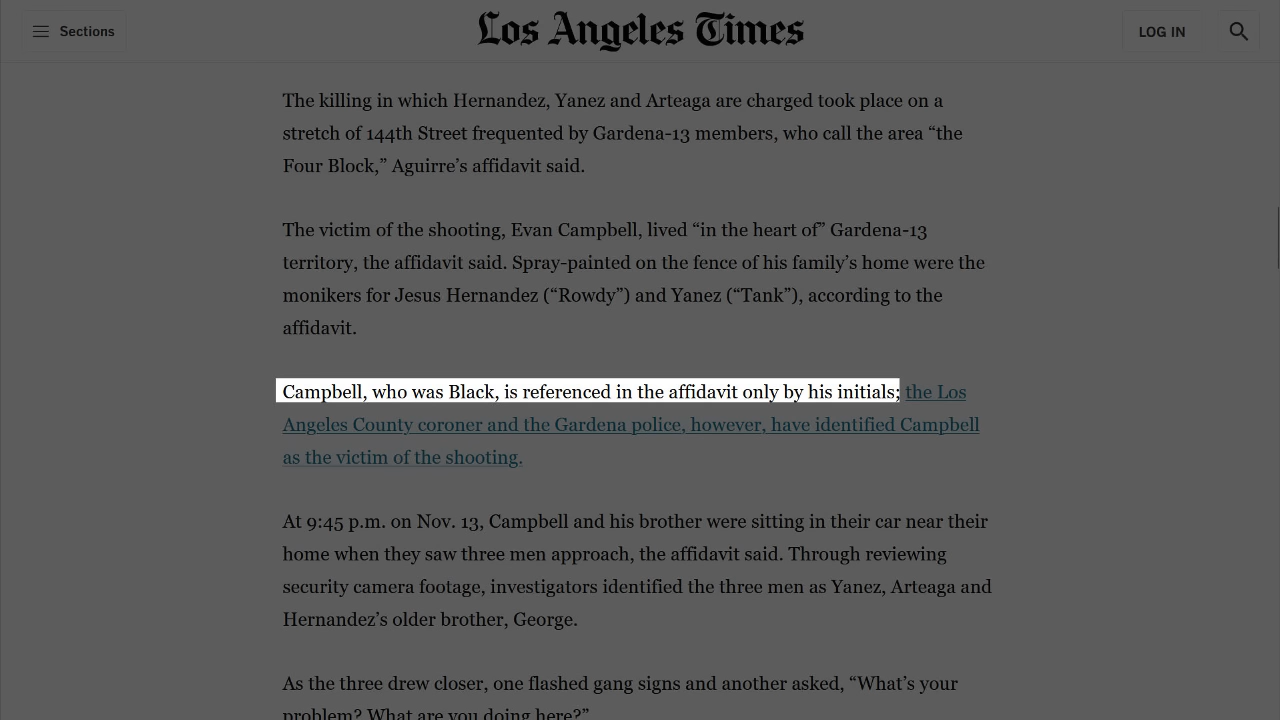 Sections
Los Angeles Times
LOG IN
The killing in which Hernandez, Yanez and Arteaga are charged took place on a
stretch of 144th Street frequented by Gardena-13 members, who call the area “the
Four Block,” Aguirre’s affidavit said.
The victim of the shooting, Evan Campbell, lived “in the heart of” Gardena-13
territory, the affidavit said. Spray-painted on the fence of his family’s home were the
monikers for Jesus Hernandez (“Rowdy”) and Yanez (“Tank”), according to the
affidavit.
Campbell, who was Black, is referenced in the affidavit only by his initials; the Los
Angeles County coroner and the Gardena police, however, have identified Campbell
as the victim of the shooting.
At 9:45 p.m. on Nov. 13, Campbell and his brother were sitting in their car near their
home when they saw three men approach, the affidavit said. Through reviewing
security camera footage, investigators identified the three men as Yanez, Arteaga and
Hernandez’s older brother, George.
As the three drew closer, one flashed gang signs and another asked, “What’s your
problem? What are you doing here?”